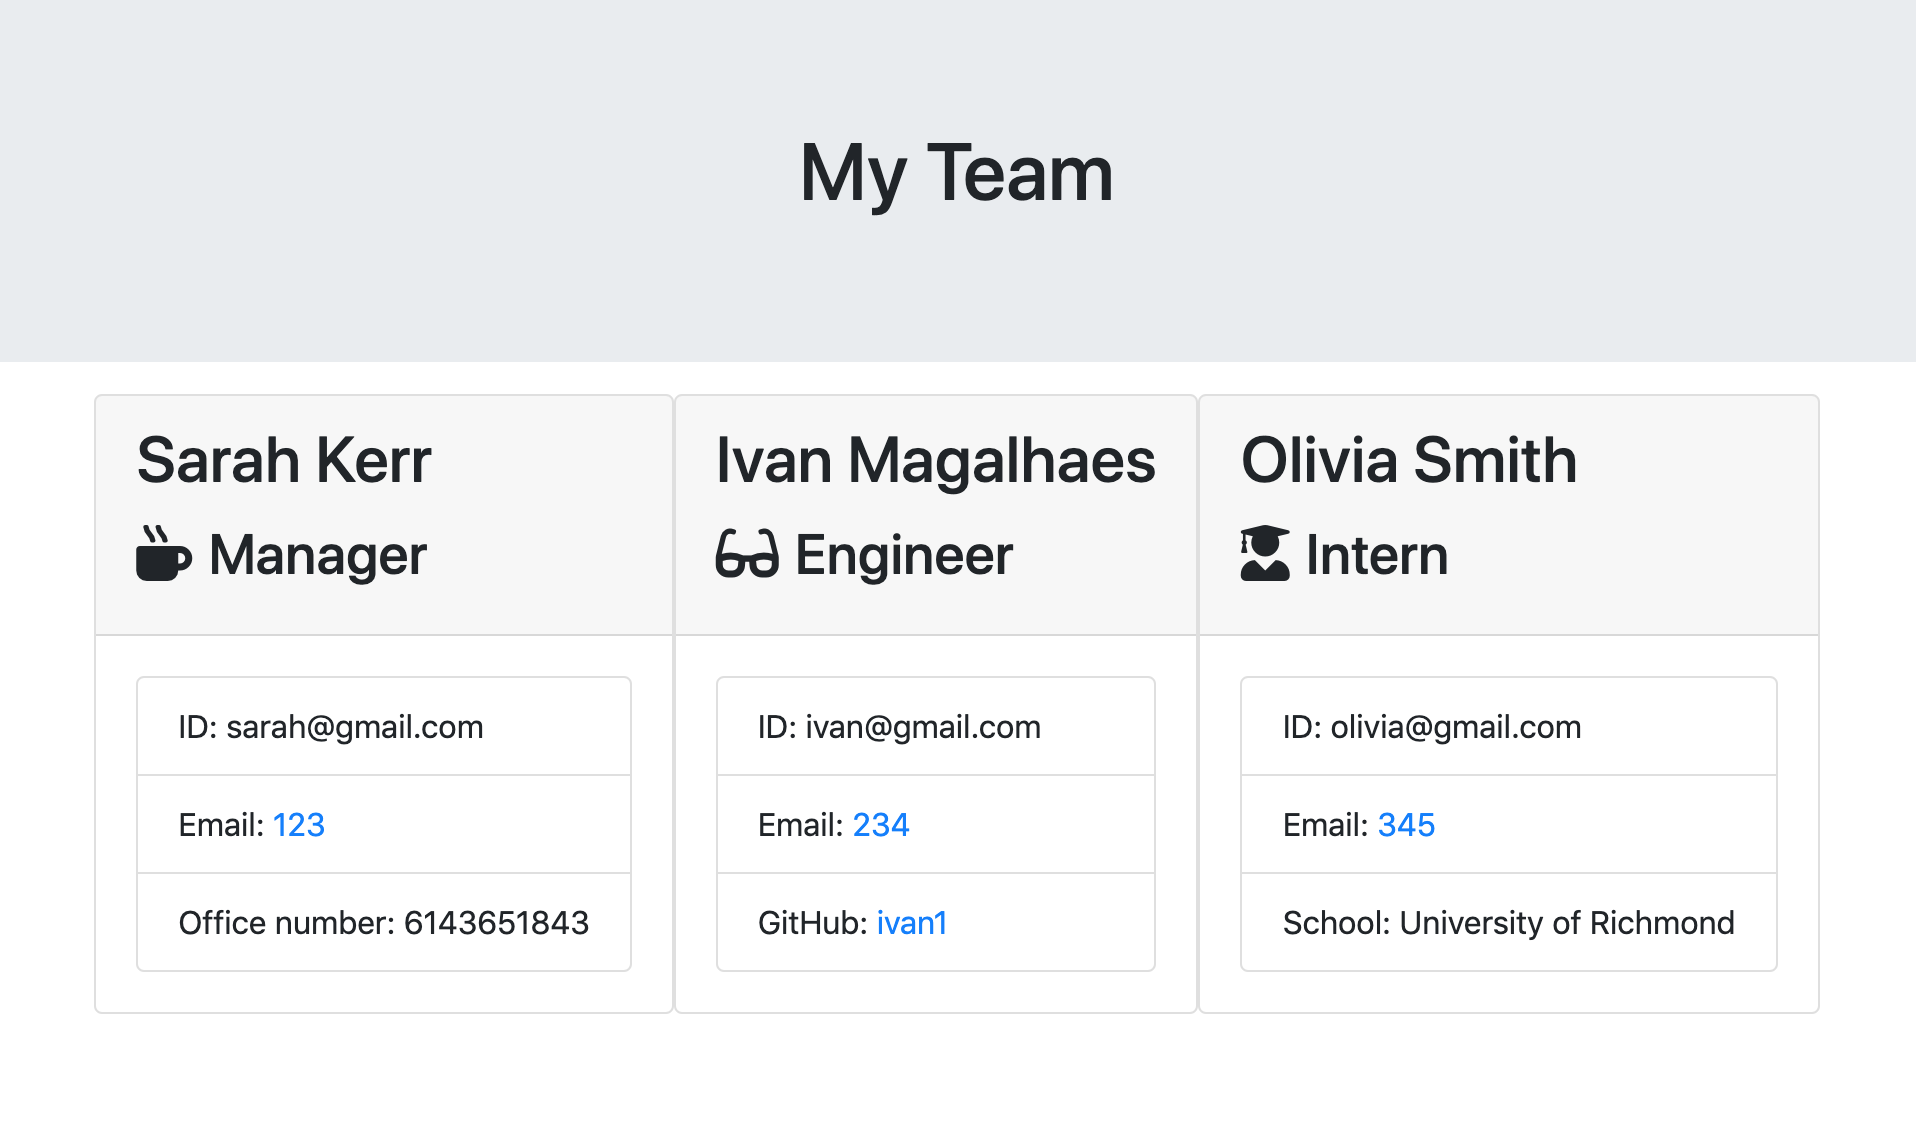 My Team
Sarah Kerr
Manager
ID: sarah@gmail.com
Email: 123
Office number: 6143651843
Ivan Magalhaes
Engineer
ID: ivan@gmail.com
Email: 234
GitHub: ivan1
Olivia Smith
Intern
ID: olivia@gmail.com
Email: 345
School: University of Richmond